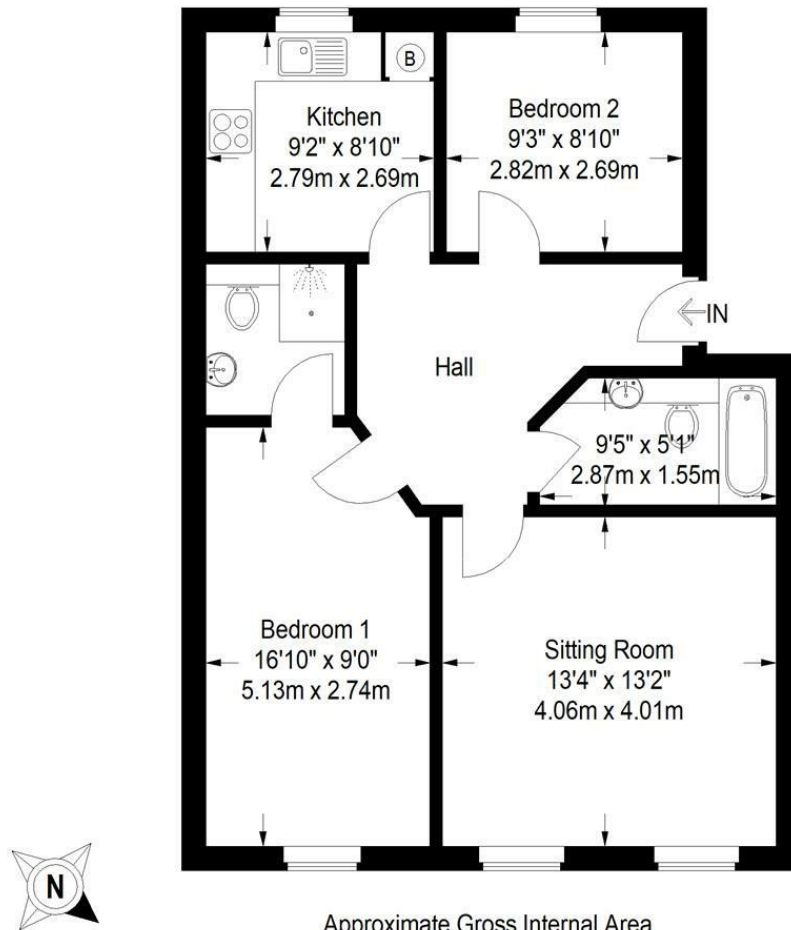 B
Kitchen
9'2" x 8'10"
2.79m x 2.69m
Bedroom 2
9'3" x 8'10"
2.82m x 2.69m
IN
Hall
9'5" x 5'1"
2.87m x 1.55m
Bedroom 1
16'10" x 9'0"
5.13m x 2.74m
Sitting Room
13'4" x 13'2"
4.06m x 4.01m
N
Approximate Gross Internal Area